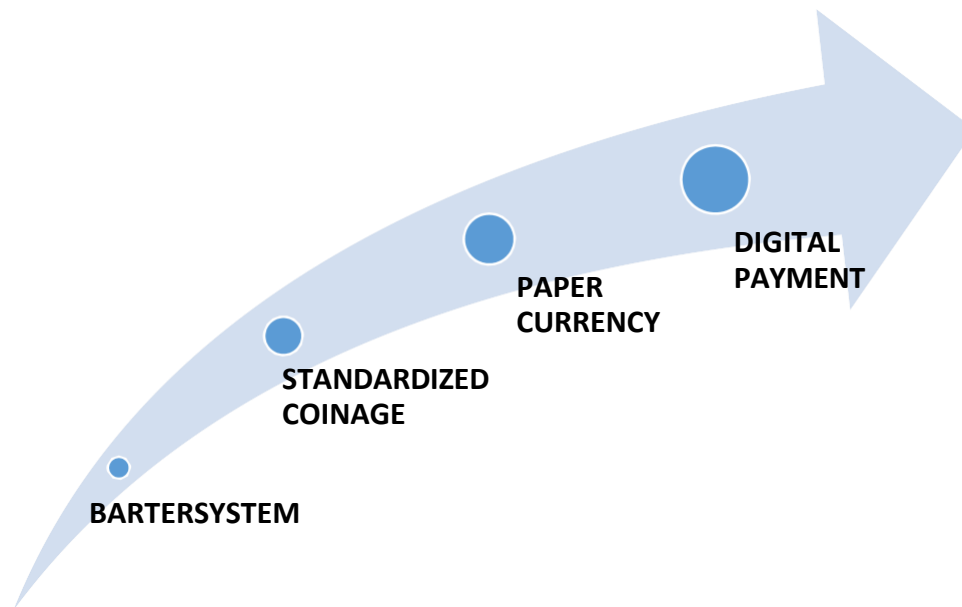 DIGITAL
PAYMENT
PAPER
CURRENCY
STANDARDIZED
COINAGE
BARTERSYSTEM